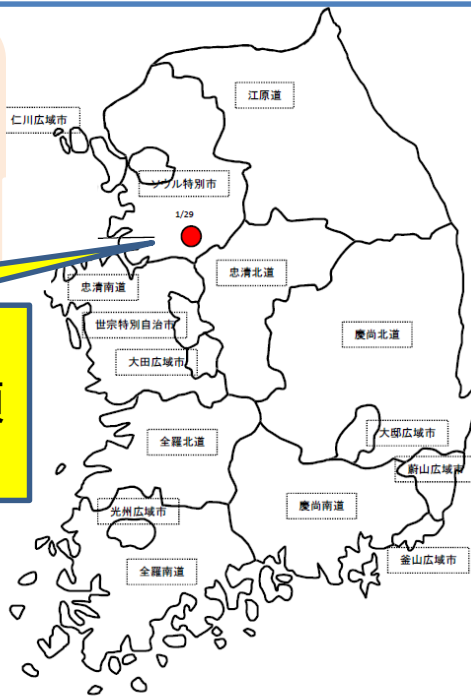 江原道
仁川広域市
ソウル特別市
1/29
忠清北道
忠清南道
世宗特別自治市
慶尚北道
大田広域市
大邱広域市
全羅北道
蔚山広域市
慶尚南道
光州広域市
釜山広域市
全羅南道